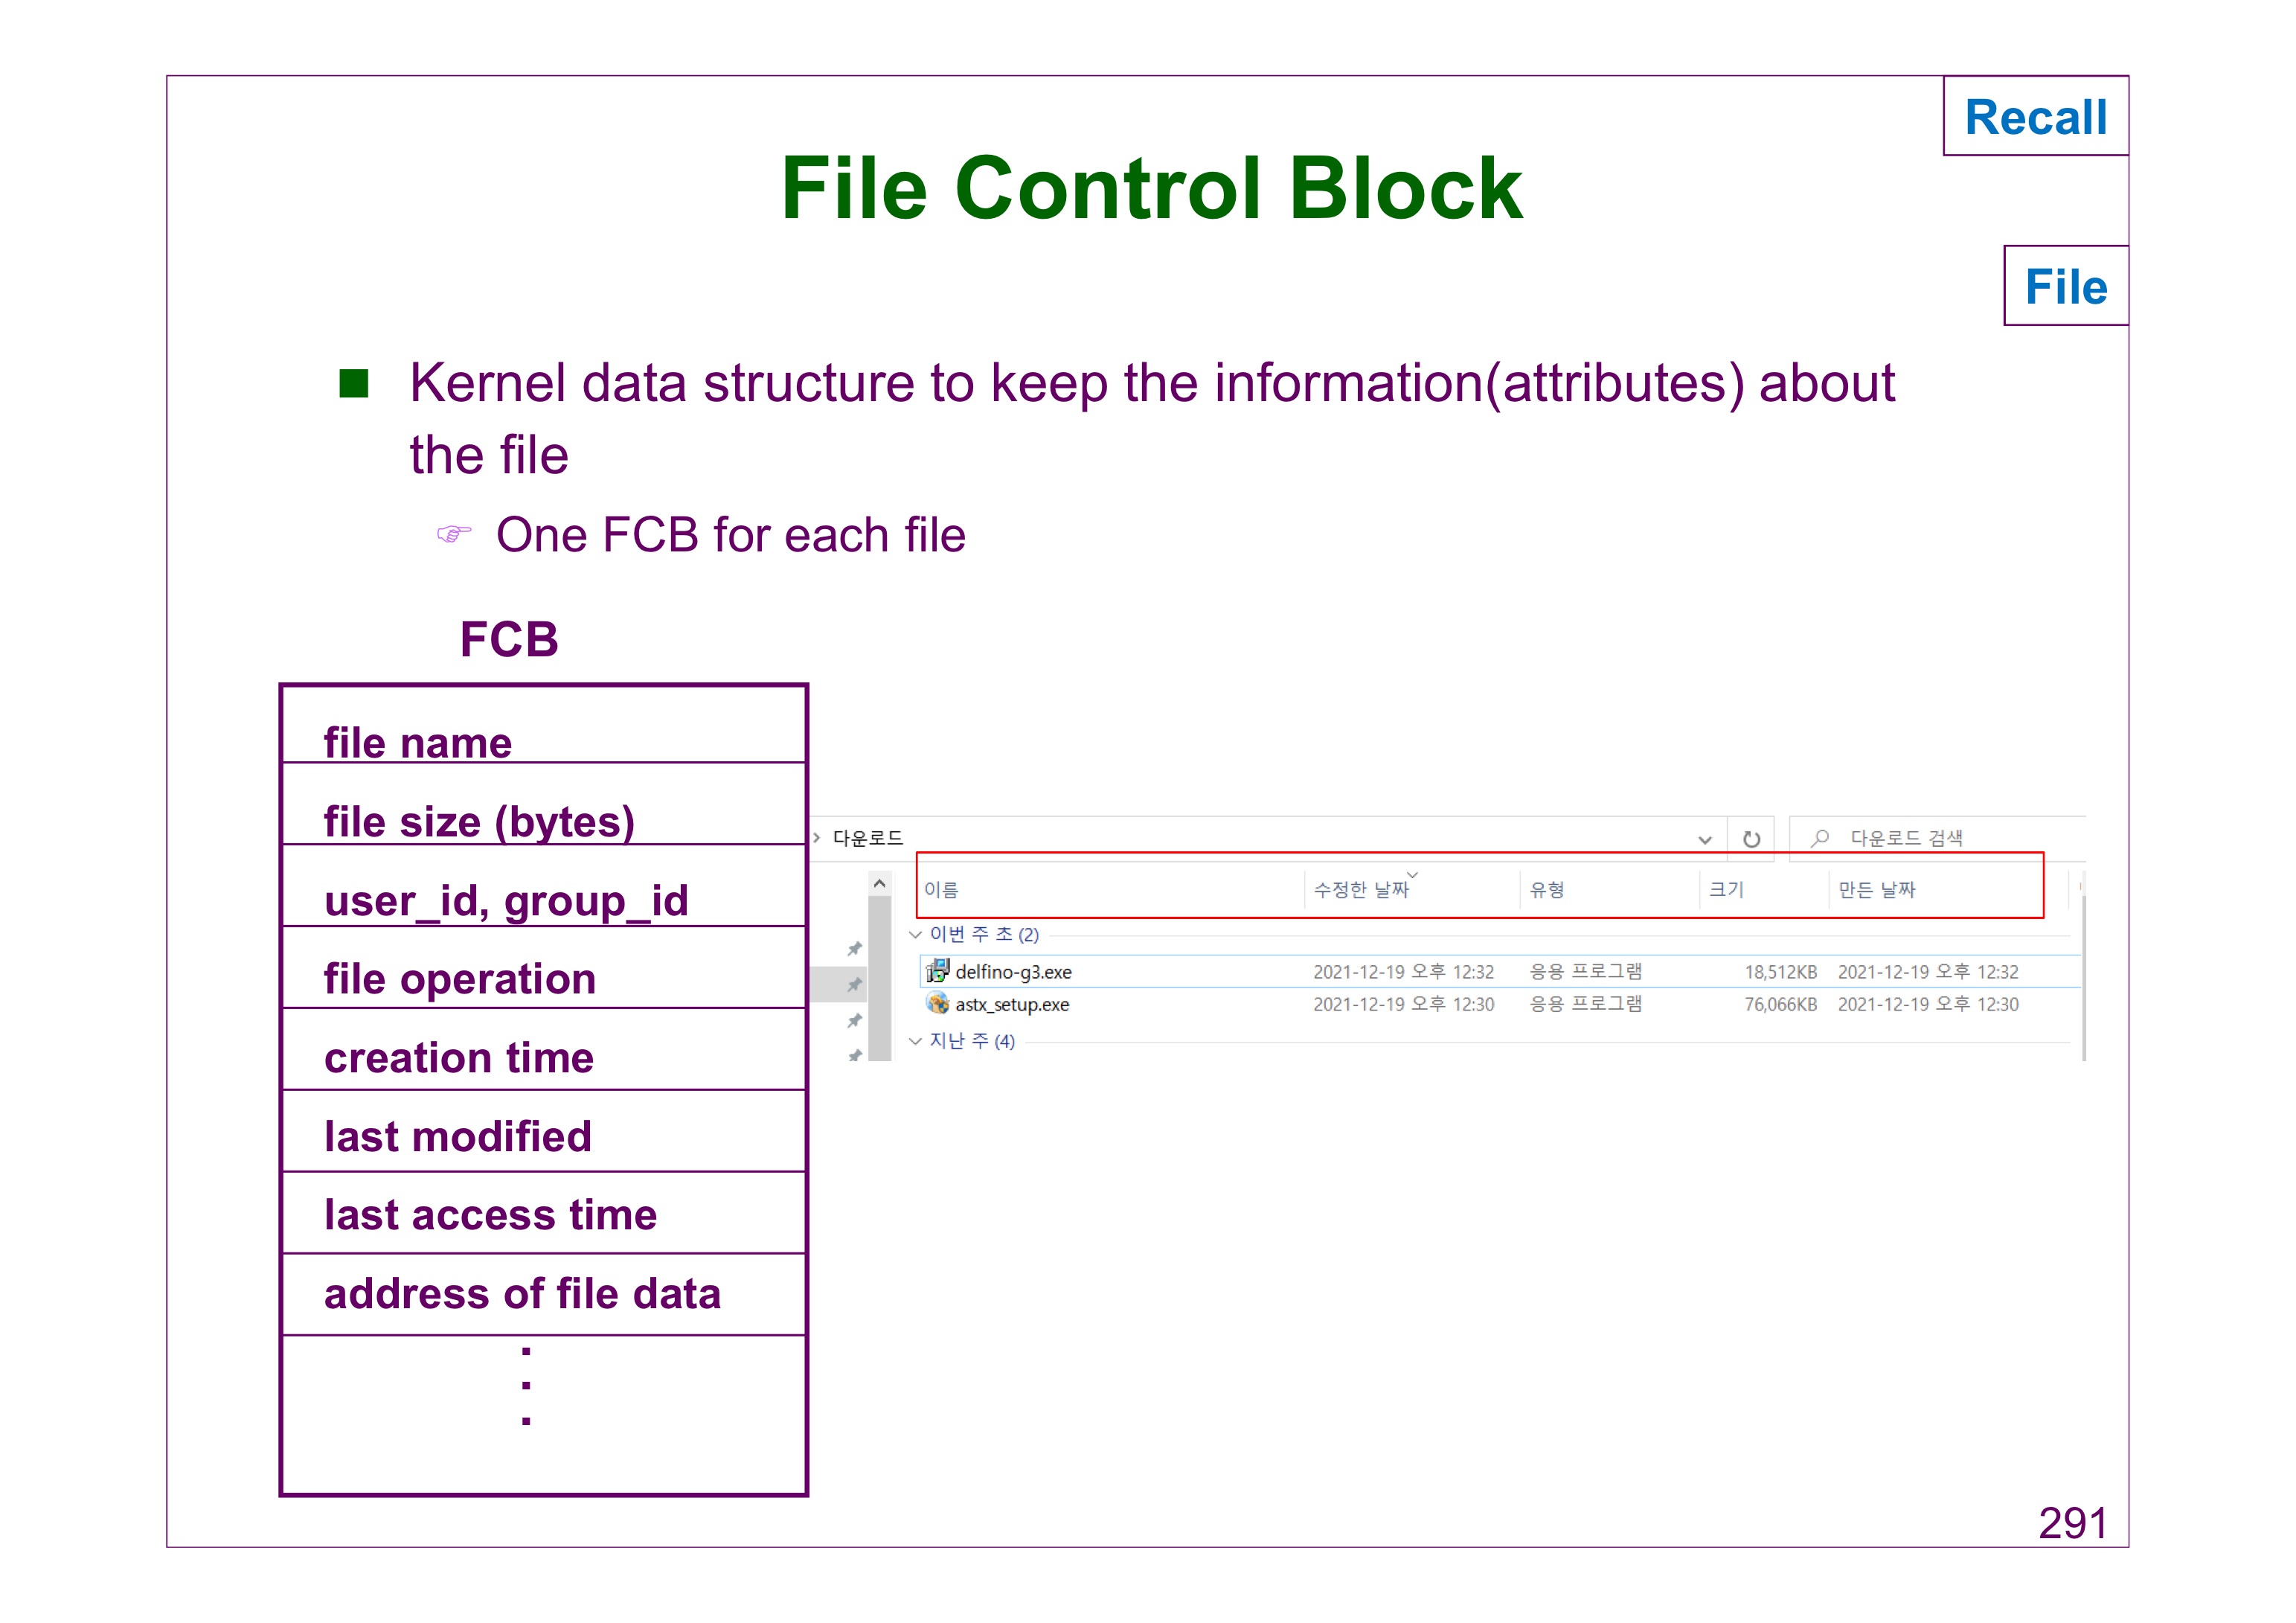 Recall
File Control Block
File
Kernel data structure to keep the information(attributes) about
the file
One FCB for each file
FCB
file name
file size (bytes)
user_id, group_id
file operation
creation time
last modified
last access time
address of file data
다운로드
다운로드 검색
이름 수정한 날짜 유형 크기 만든 날짜
이번 주 초 (2)
delfino-g3.exe 2021-12-19 오후 12:32 응용 프로그램 18,512KB 2021-12-19 오후 12:32
astx_setup.exe 2021-12-19 오후 12:30 응용 프로그램 76,066KB 2021-12-19 오후 12:30
지난 주 (4)
291